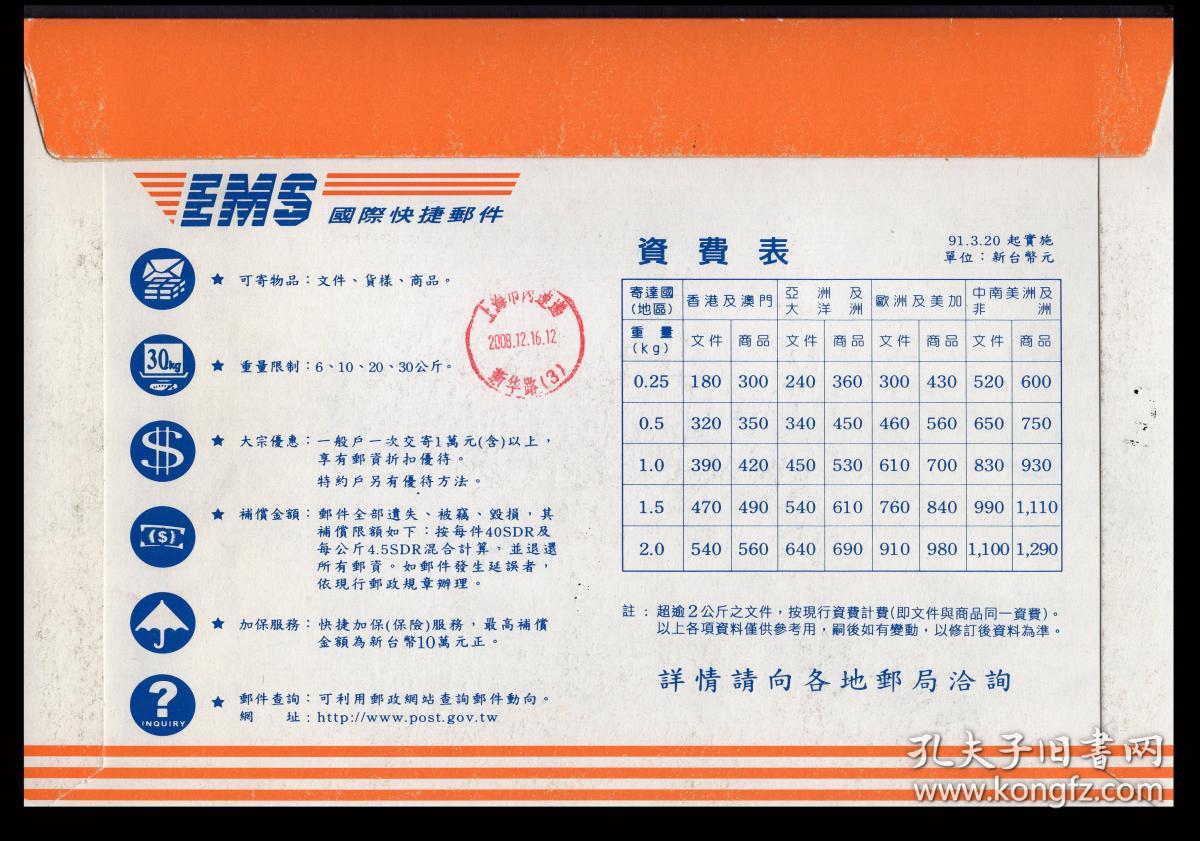 EMS 國際快捷郵件
★ 可寄物品：文件、貨樣、商品。
30kg
★ 重量限制：6、10、20、30公斤。
$
★ 大宗優惠：一般戶一次交寄1萬元(含)以上，
享有郵資折扣優待。
特約戶另有優待方法。
($)
★ 補償金額：郵件全部遺失、被竊、毀損，其
補償限額如下：按每件40SDR及
每公斤4.5SDR混合計算，並退還
所有郵資。如郵件發生延誤者，
依現行郵政規章辦理。
★ 加保服務：快捷加保(保險)服務，最高補償
金額為新台幣10萬元正。
?
INQUIRY
★ 郵件查詢：可利用郵政網站查詢郵件動向。
網　址：http://www.post.gov.tw
上海市内速递
2008.12.16.12
新华路(3)
資費表
91.3.20 起實施
單位：新台幣元
寄達國(地區) 香港及澳門 亞洲及大洋洲 歐洲及美加 中南美洲及非洲
重量(kg) 文件 商品 文件 商品 文件 商品 文件 商品
0.25 180 300 240 360 300 430 520 600
0.5 320 350 340 450 460 560 650 750
1.0 390 420 450 530 610 700 830 930
1.5 470 490 540 610 760 840 990 1,110
2.0 540 560 640 690 910 980 1,100 1,290
註：超逾2公斤之文件，按現行資費計費(即文件與商品同一資費)。
以上各項資料僅供參考用，嗣後如有變動，以修訂後資料為準。
詳情請向各地郵局洽詢
孔夫子旧书网
www.kongfz.com